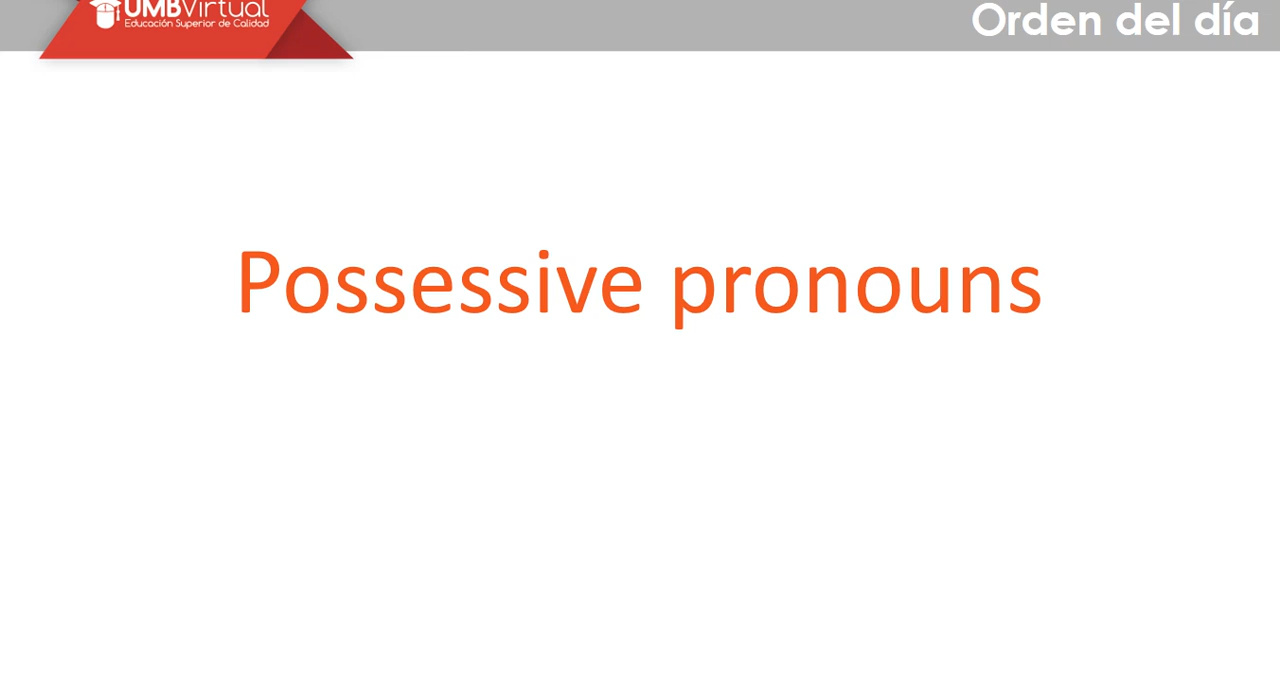 UMBVirtual
Educación Superior de Calidad
Orden del día
Possessive pronouns